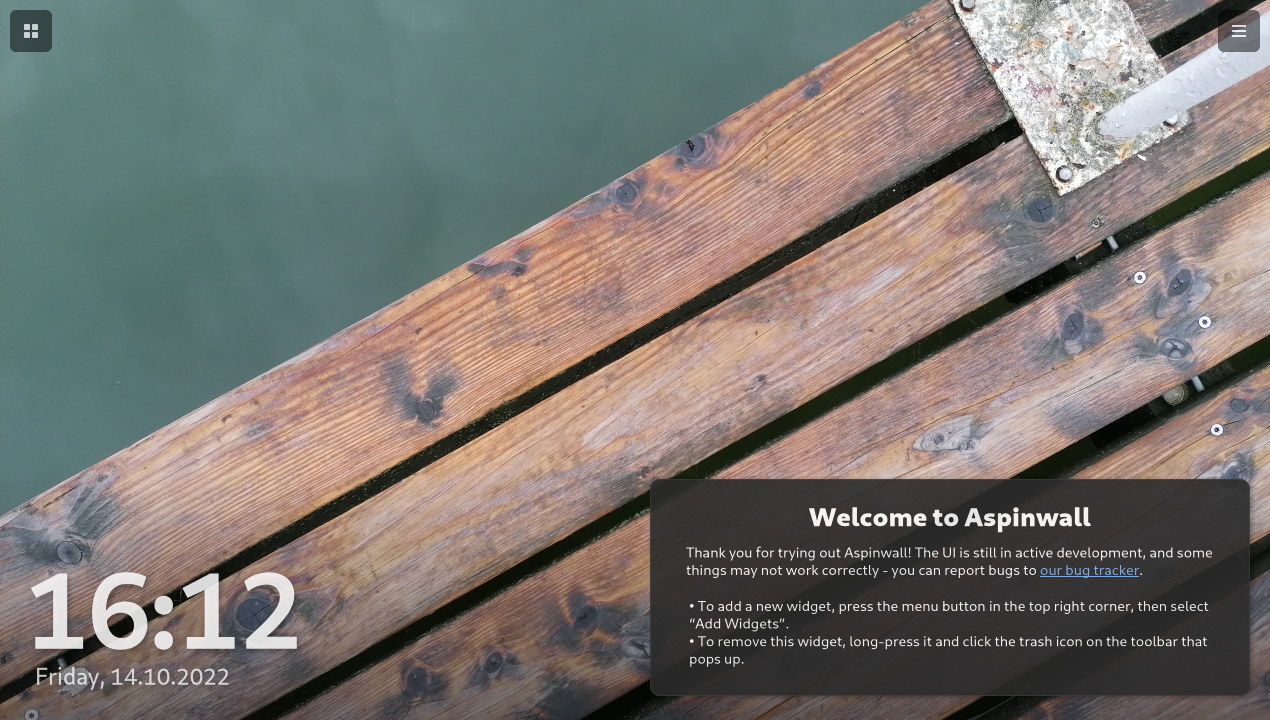 16:12
Friday, 14.10.2022
Welcome to Aspinwall
Thank you for trying out Aspinwall! The UI is still in active development, and some
things may not work correctly - you can report bugs to our bug tracker.
• To add a new widget, press the menu button in the top right corner, then select
“Add Widgets”.
• To remove this widget, long-press it and click the trash icon on the toolbar that
pops up.